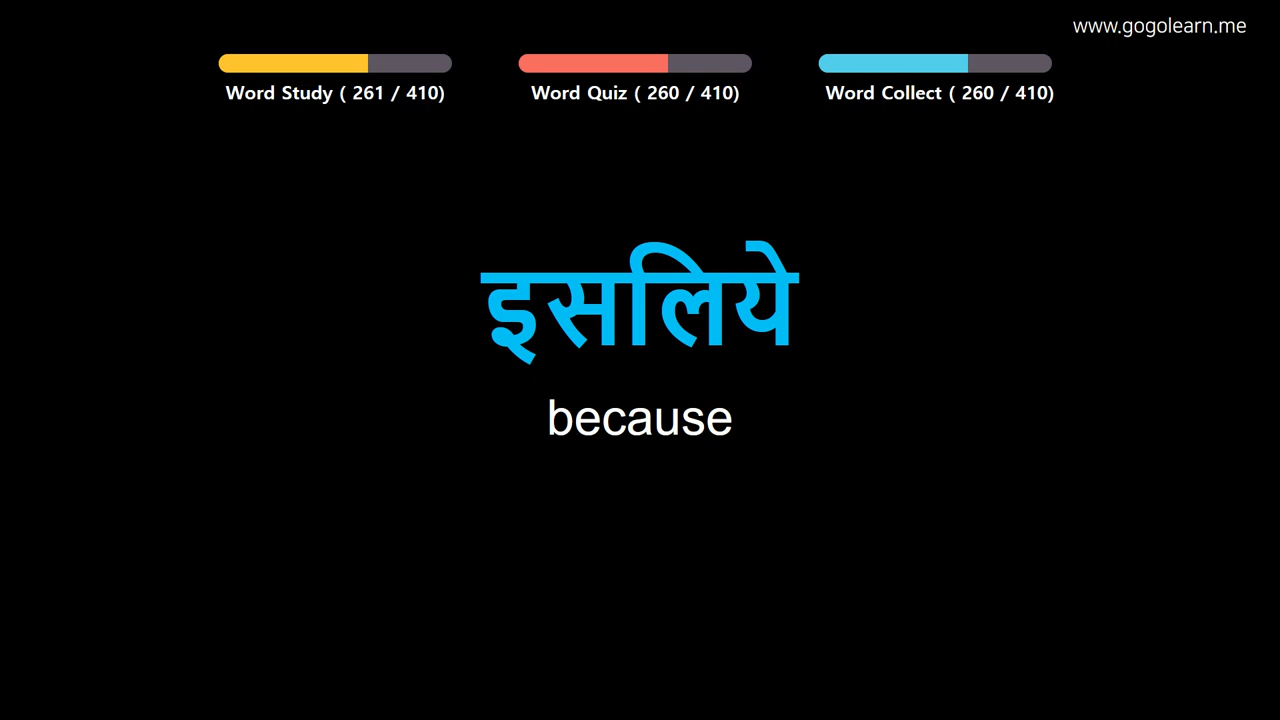 www.gogolearn.me
Word Study ( 261 / 410)
Word Quiz ( 260 / 410)
Word Collect ( 260 / 410)
इसलिये
because